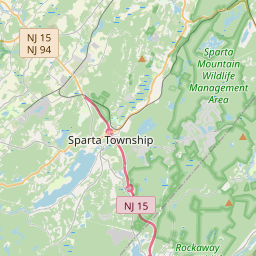 NJ 15
NJ 94
Sparta
Mountain
Wildlife
Management
Area
Sparta Township
NJ 15
Rockaway